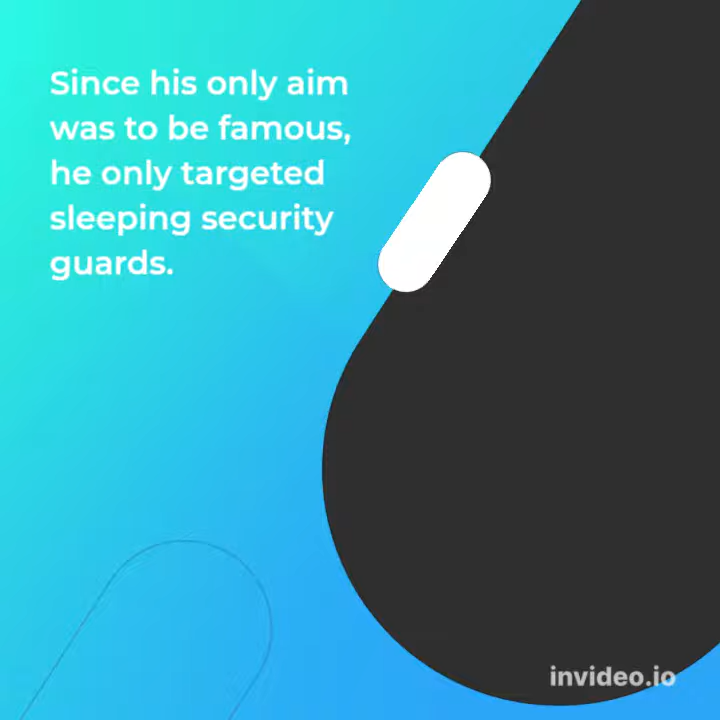 Since his only aim
was to be famous,
he only targeted
sleeping security
guards.
invideo.io